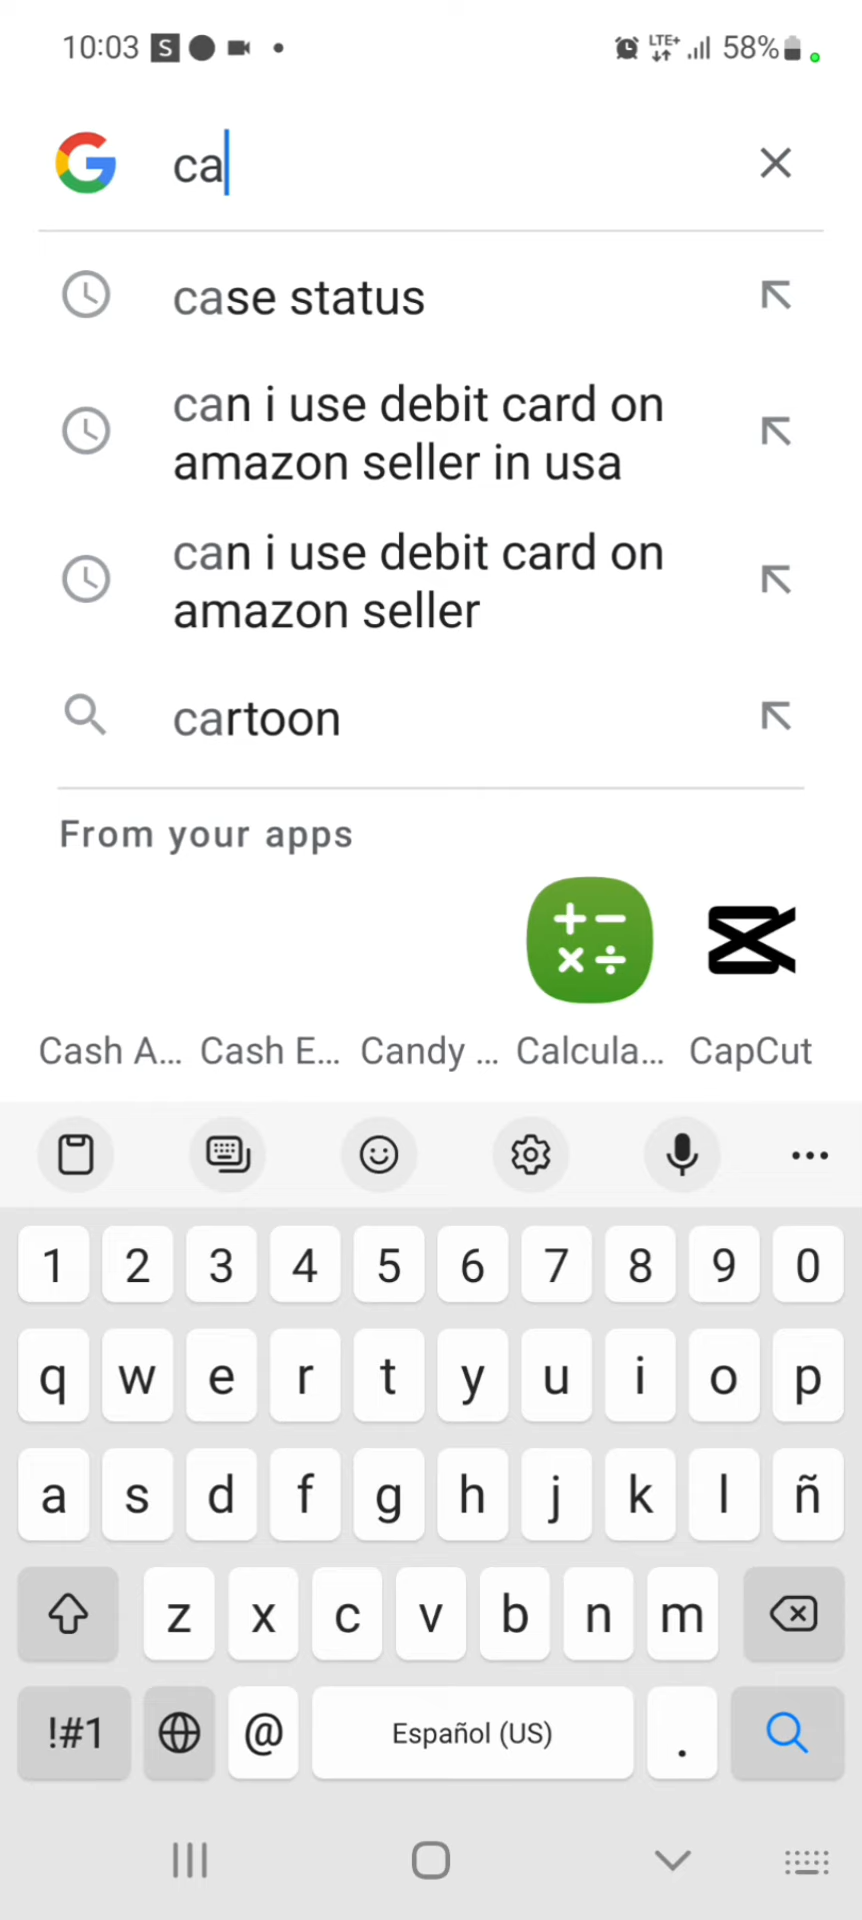 10:03 S LTE+ 58%
G ca
case status
can i use debit card on
amazon seller in usa
can i use debit card on
amazon seller
cartoon
From your apps
Cash A... Cash E... Candy ... Calcula... CapCut
1 2 3 4 5 6 7 8 9 0
q w e r t y u i o p
a s d f g h j k l ñ
z x c v b n m
!#1 @ Español (US) .